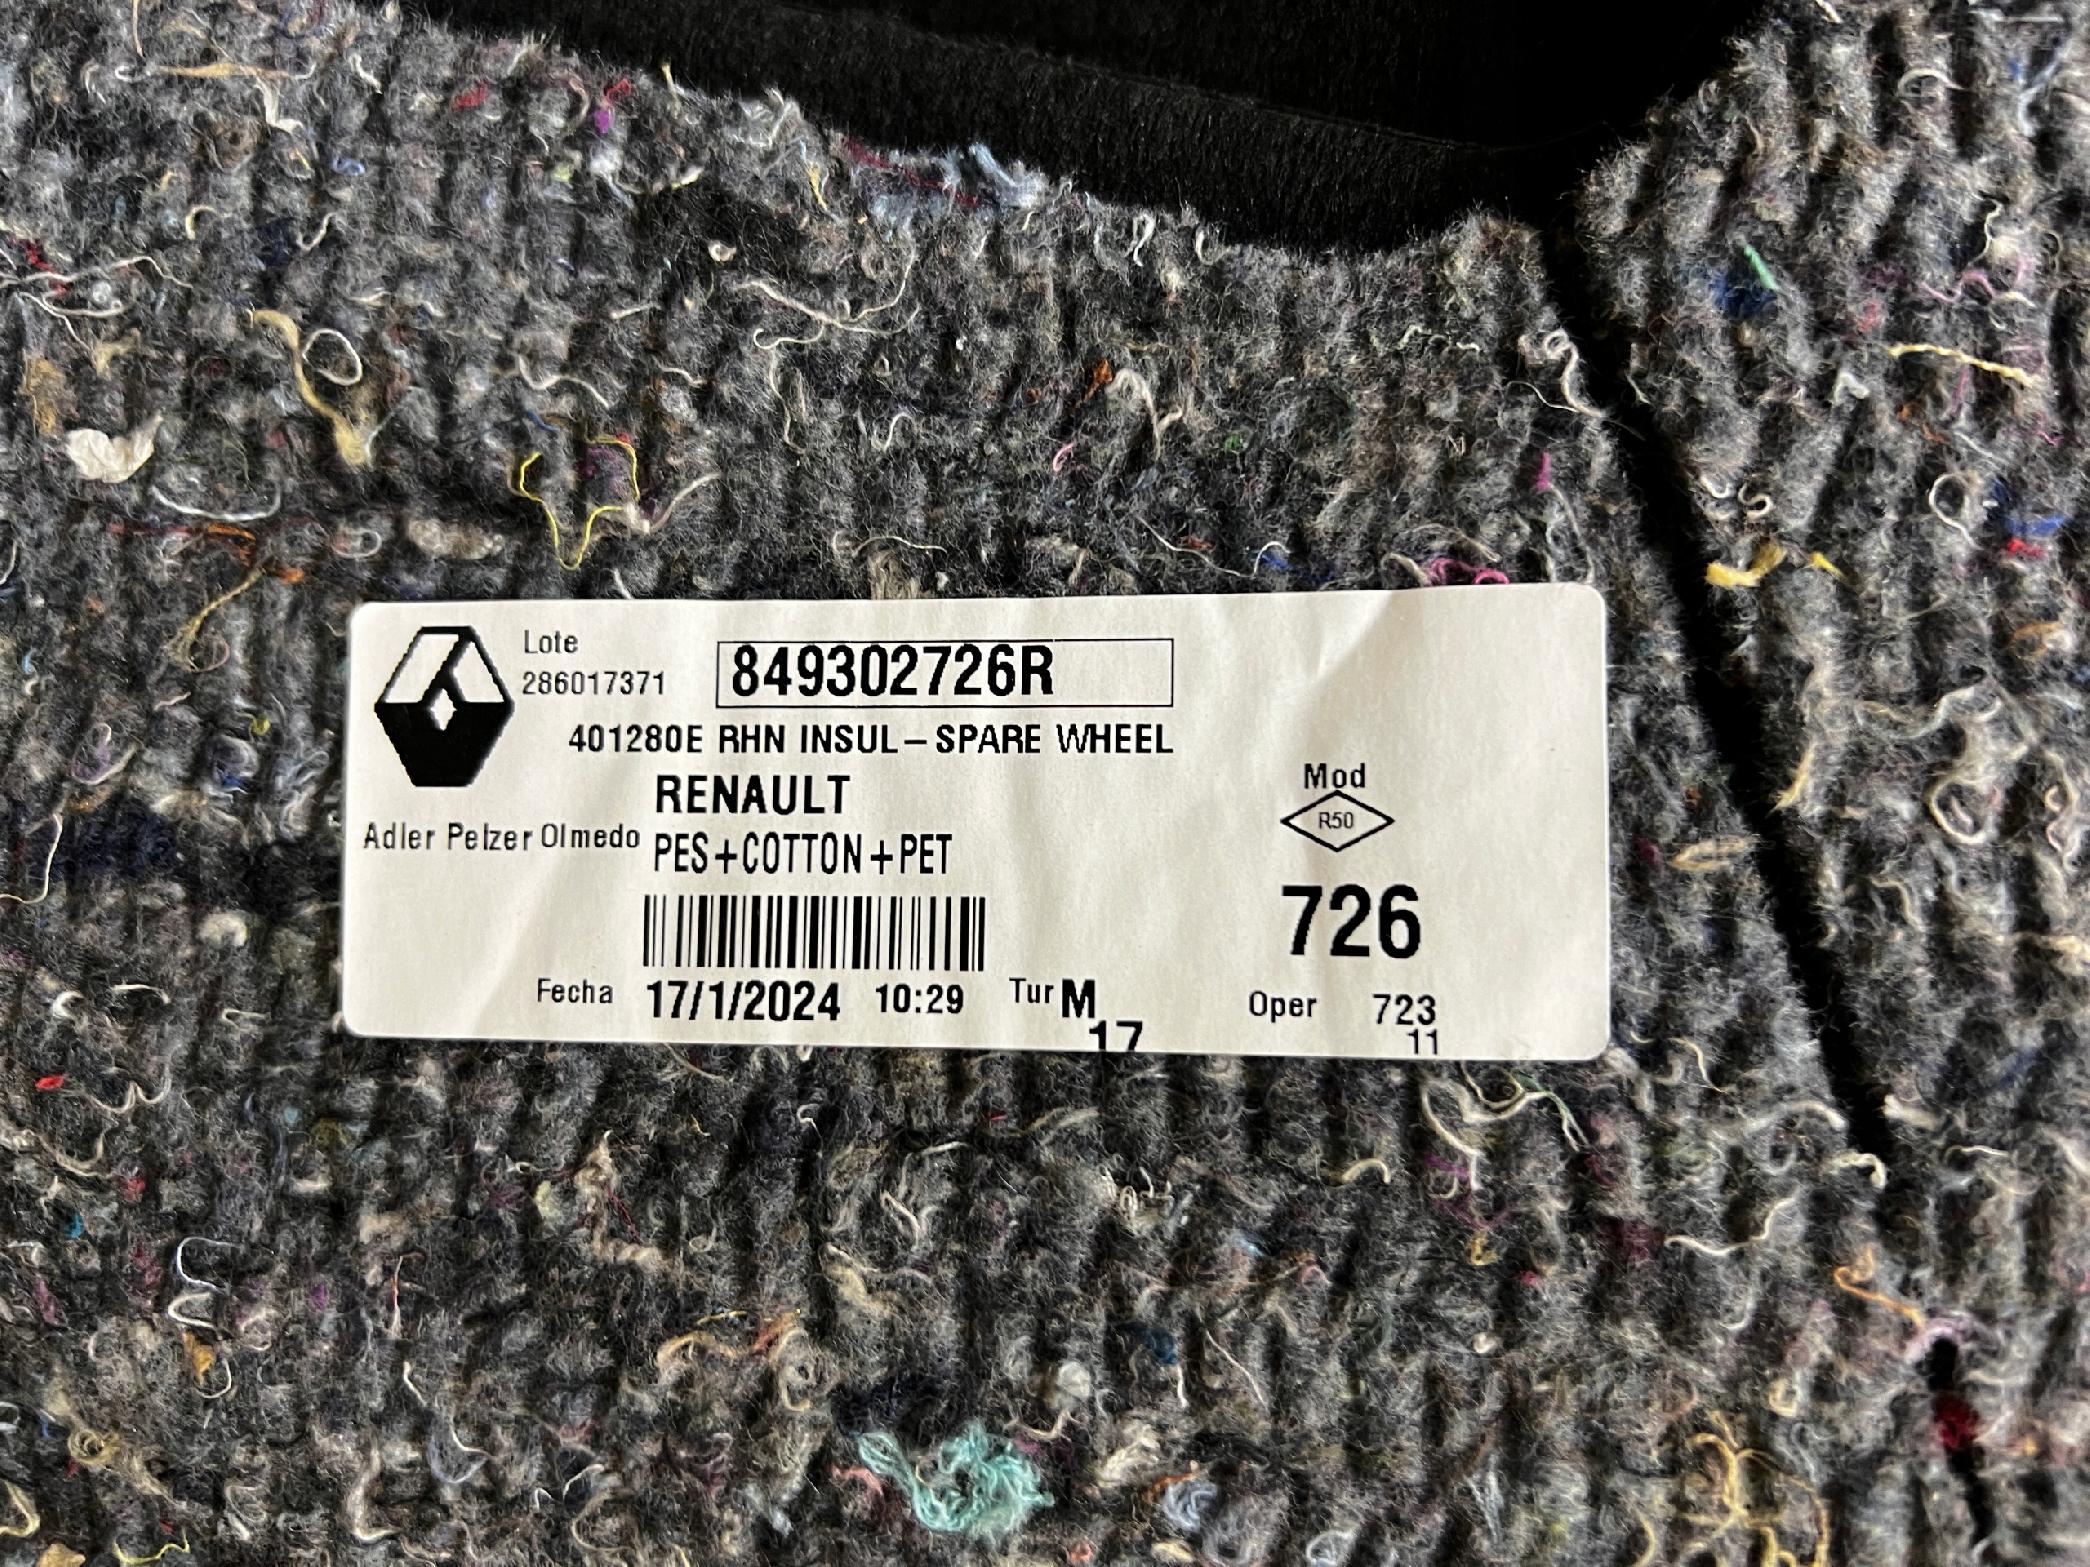 Lote
286017371
849302726R
401280E RHN INSUL-SPARE WHEEL
RENAULT
Adler Pelzer Olmedo
PES+COTTON+PET
Mod
R50
726
Fecha 17/1/2024 10:29 Tur M
17
Oper 723
11